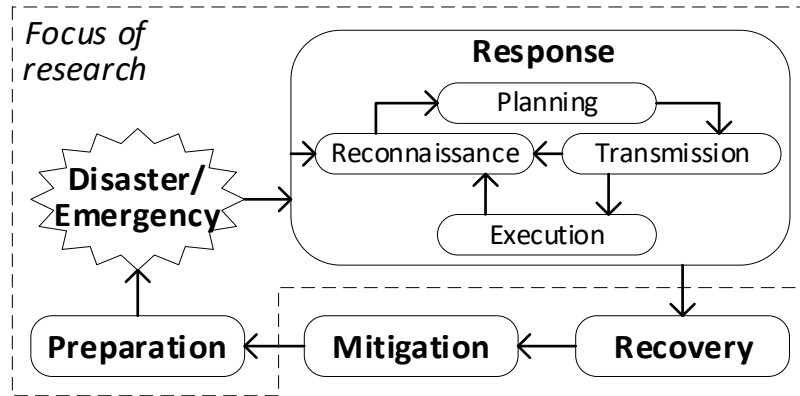 Focus of
research
Response
Planning
Reconnaissance
Transmission
Execution
Disaster/
Emergency
Preparation
Mitigation
Recovery